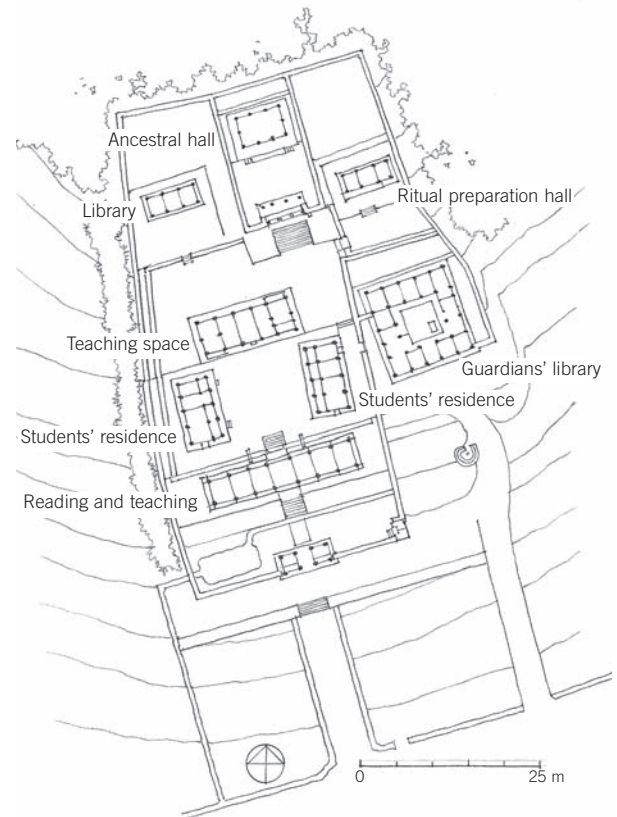 Ancestral hall
Library
Ritual preparation hall
Teaching space
Guardians' library
Students' residence
Students' residence
Reading and teaching
0
25 m